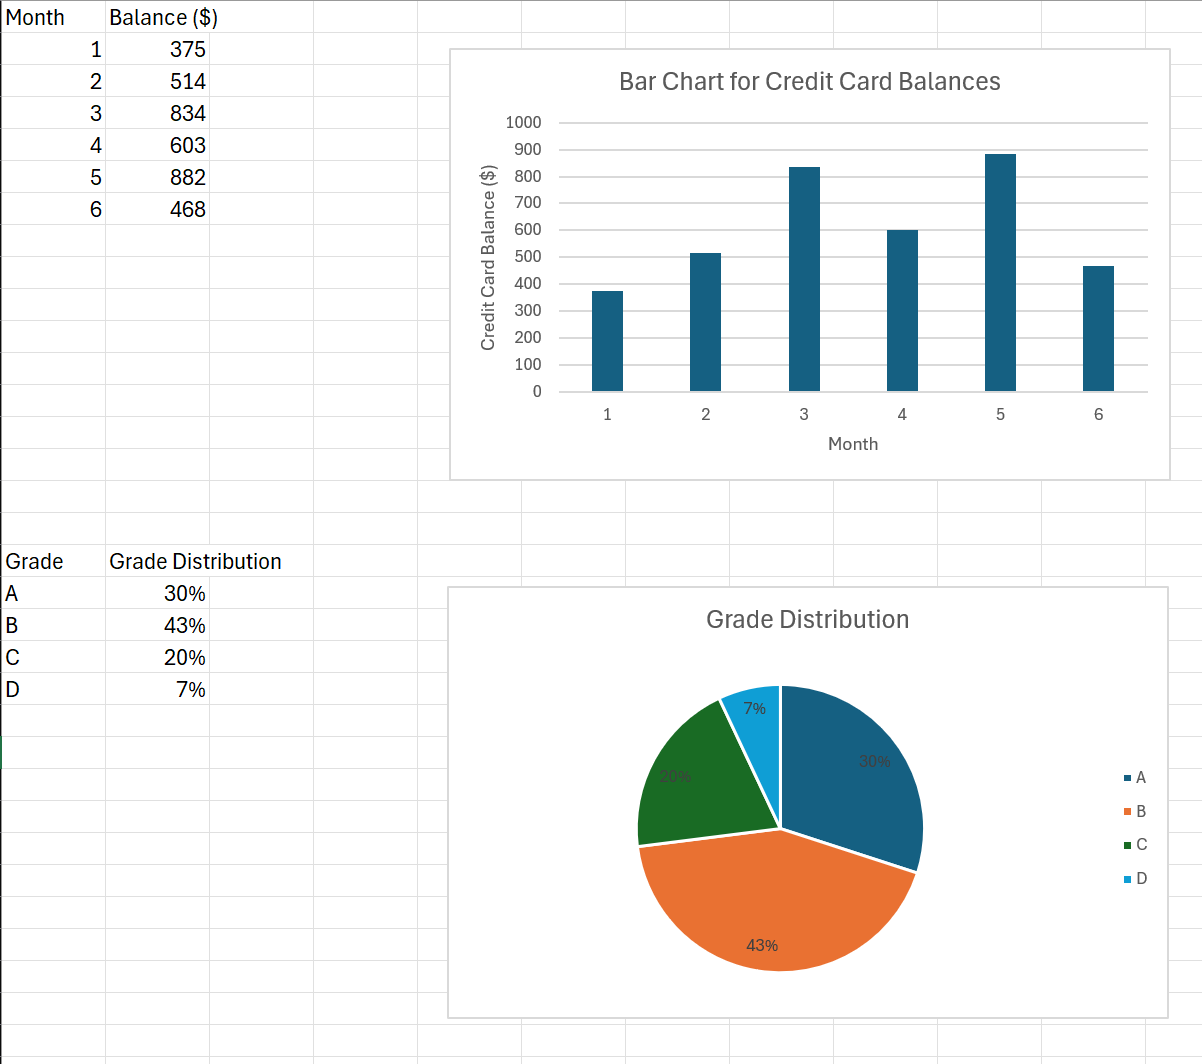 Month Balance ($)
1 375
2 514
3 834
4 603
5 882
6 468
Bar Chart for Credit Card Balances
Credit Card Balance ($)
1000
900
800
700
600
500
400
300
200
100
0
1 2 3 4 5 6
Month
Grade Grade Distribution
A 30%
B 43%
C 20%
D 7%
Grade Distribution
7%
30%
20%
43%
A
B
C
D